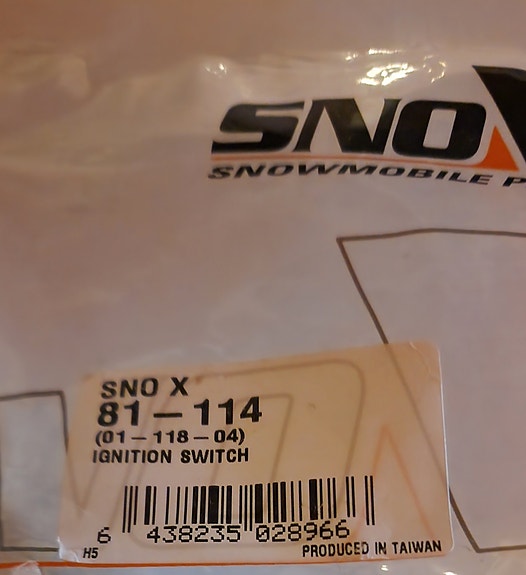 SNO
SNOWMOBILE P
SNO X
81-114
(01-118-04)
IGNITION SWITCH
6 438235 028966
H5 PRODUCED IN TAIWAN